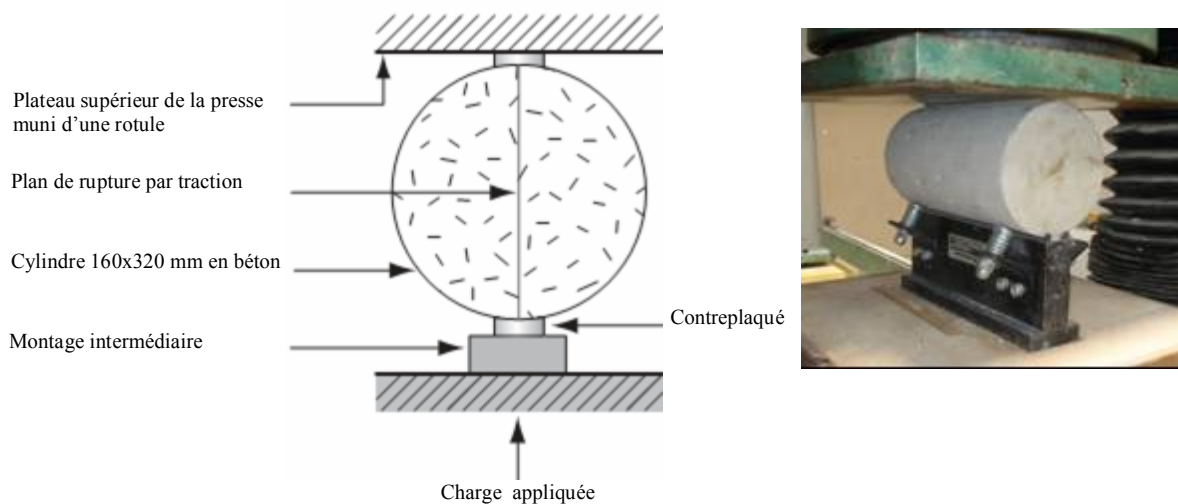 Plateau supérieur de la presse
muni d'une rotule
Plan de rupture par traction
Cylindre 160x320 mm en béton
Contreplaqué
Montage intermédiaire
Charge appliquée